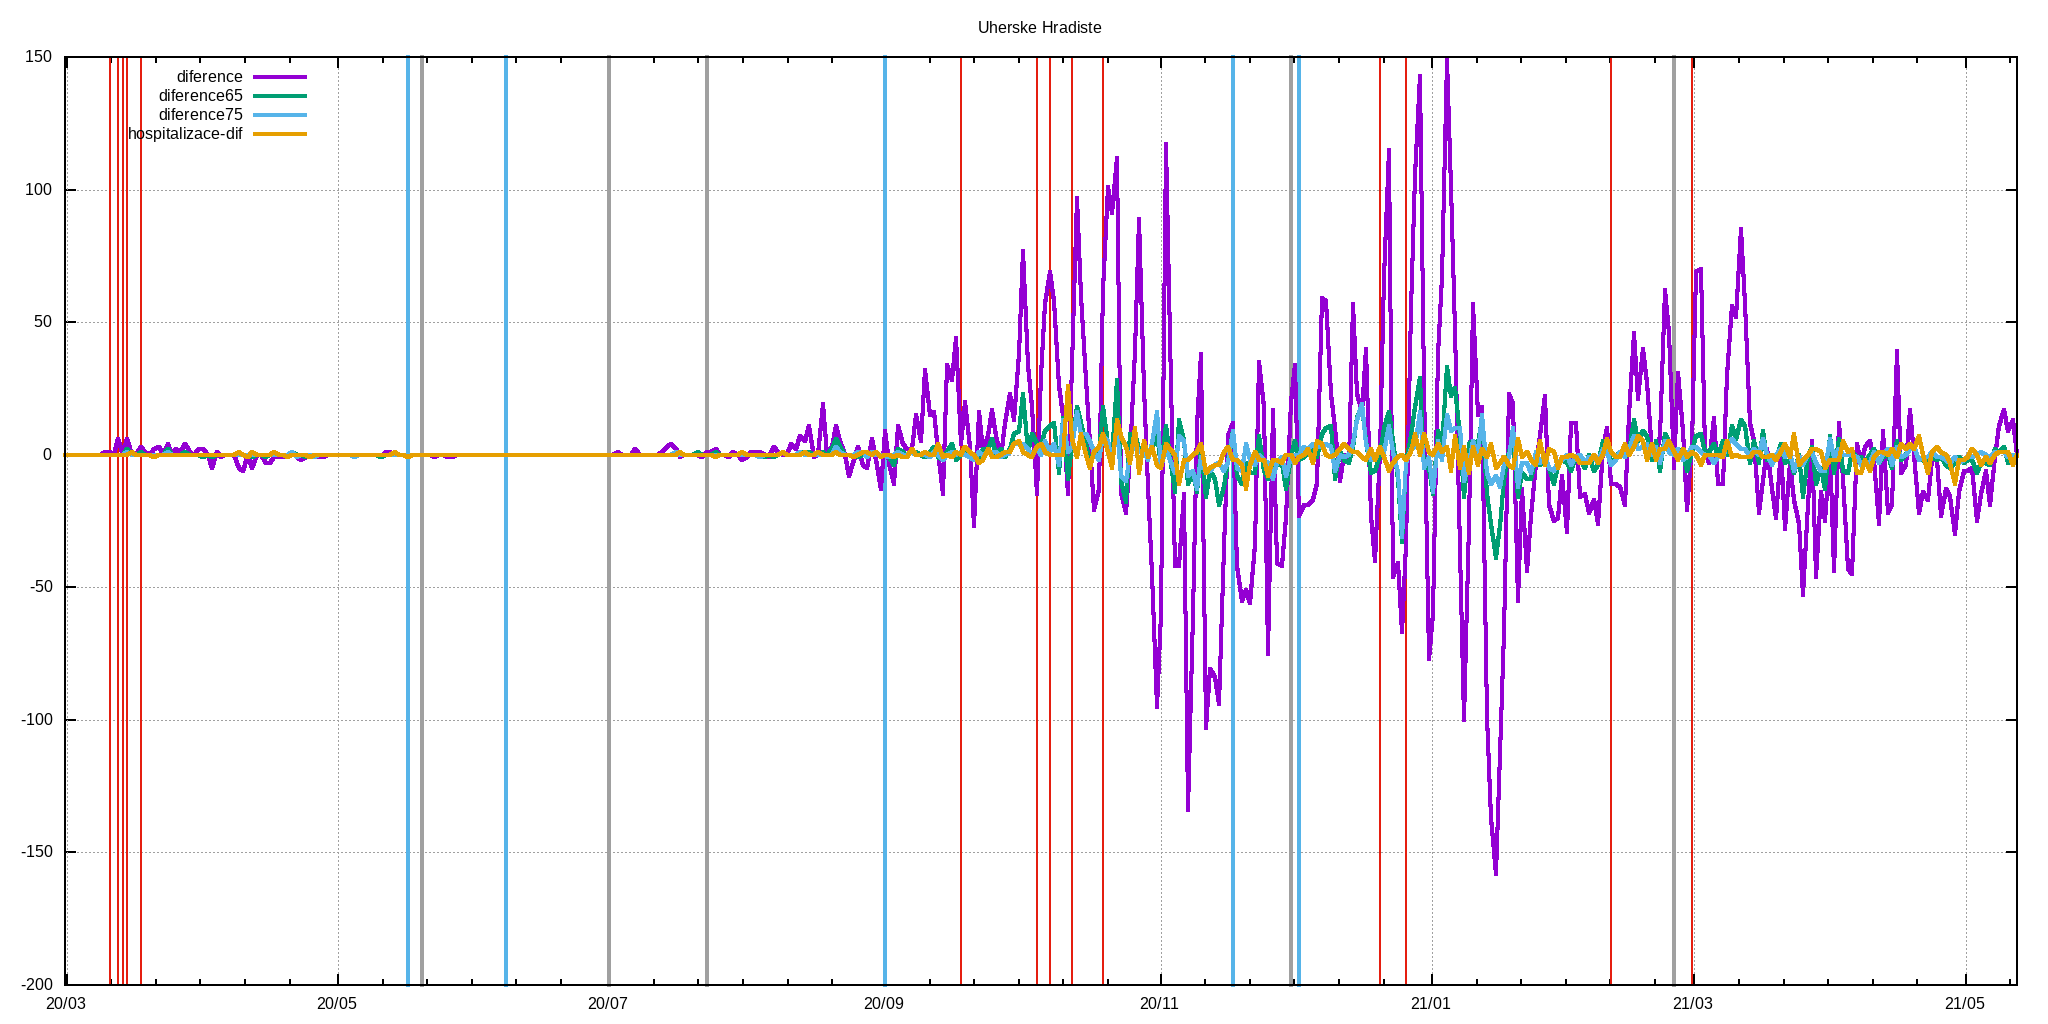 Uherske Hradiste
150
100
50
0
-50
-100
-150
-200
diference
diference65
diference75
hospitalizace-dif
20/03 20/05 20/07 20/09 20/11 21/01 21/03 21/05